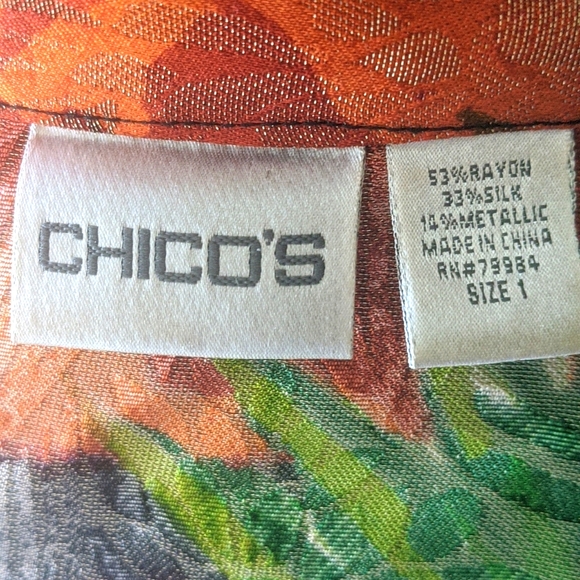 CHICO'S
53%RAYON
33%SILK
14%METALLIC
MADE IN CHINA
RN#79984
SIZE 1